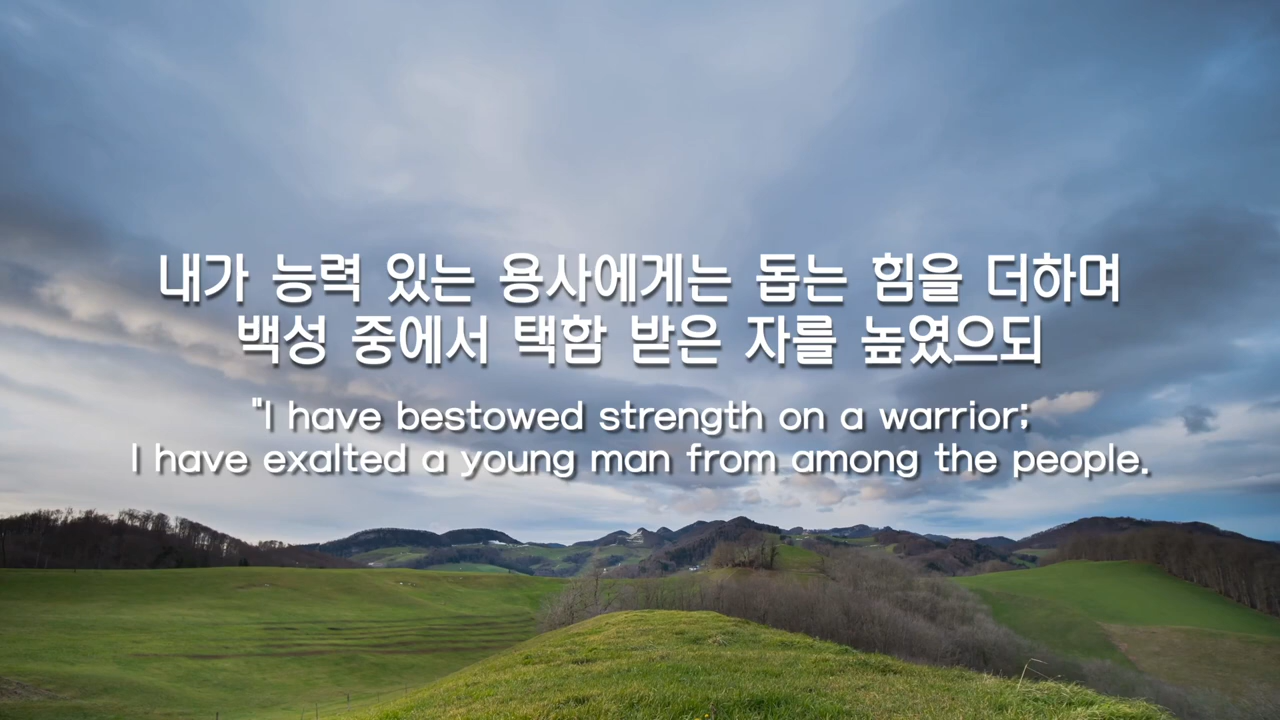 내가 능력 있는 용사에게는 돕는 힘을 더하며
백성 중에서 택함 받은 자를 높였으되
"I have bestowed strength on a warrior;
I have exalted a young man from among the people.